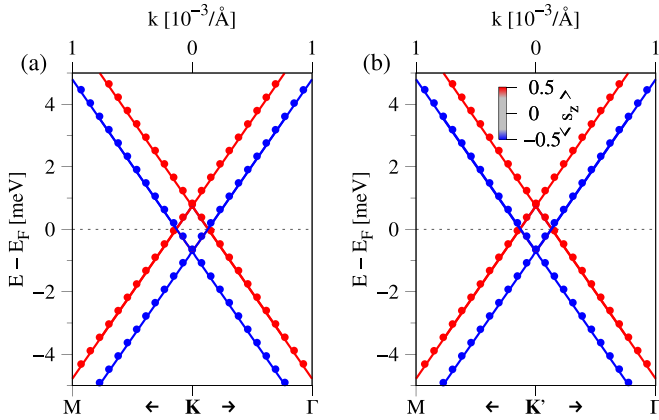 k [10⁻³/Å] k [10⁻³/Å]
1 0 1 1 0 1
(a) (b)
4 4
2 2
0 0
−2 −2
−4 −4
E − E_F [meV] E − E_F [meV]
0.5
0
−0.5
< s_z >
M ← K → Γ M ← K' → Γ